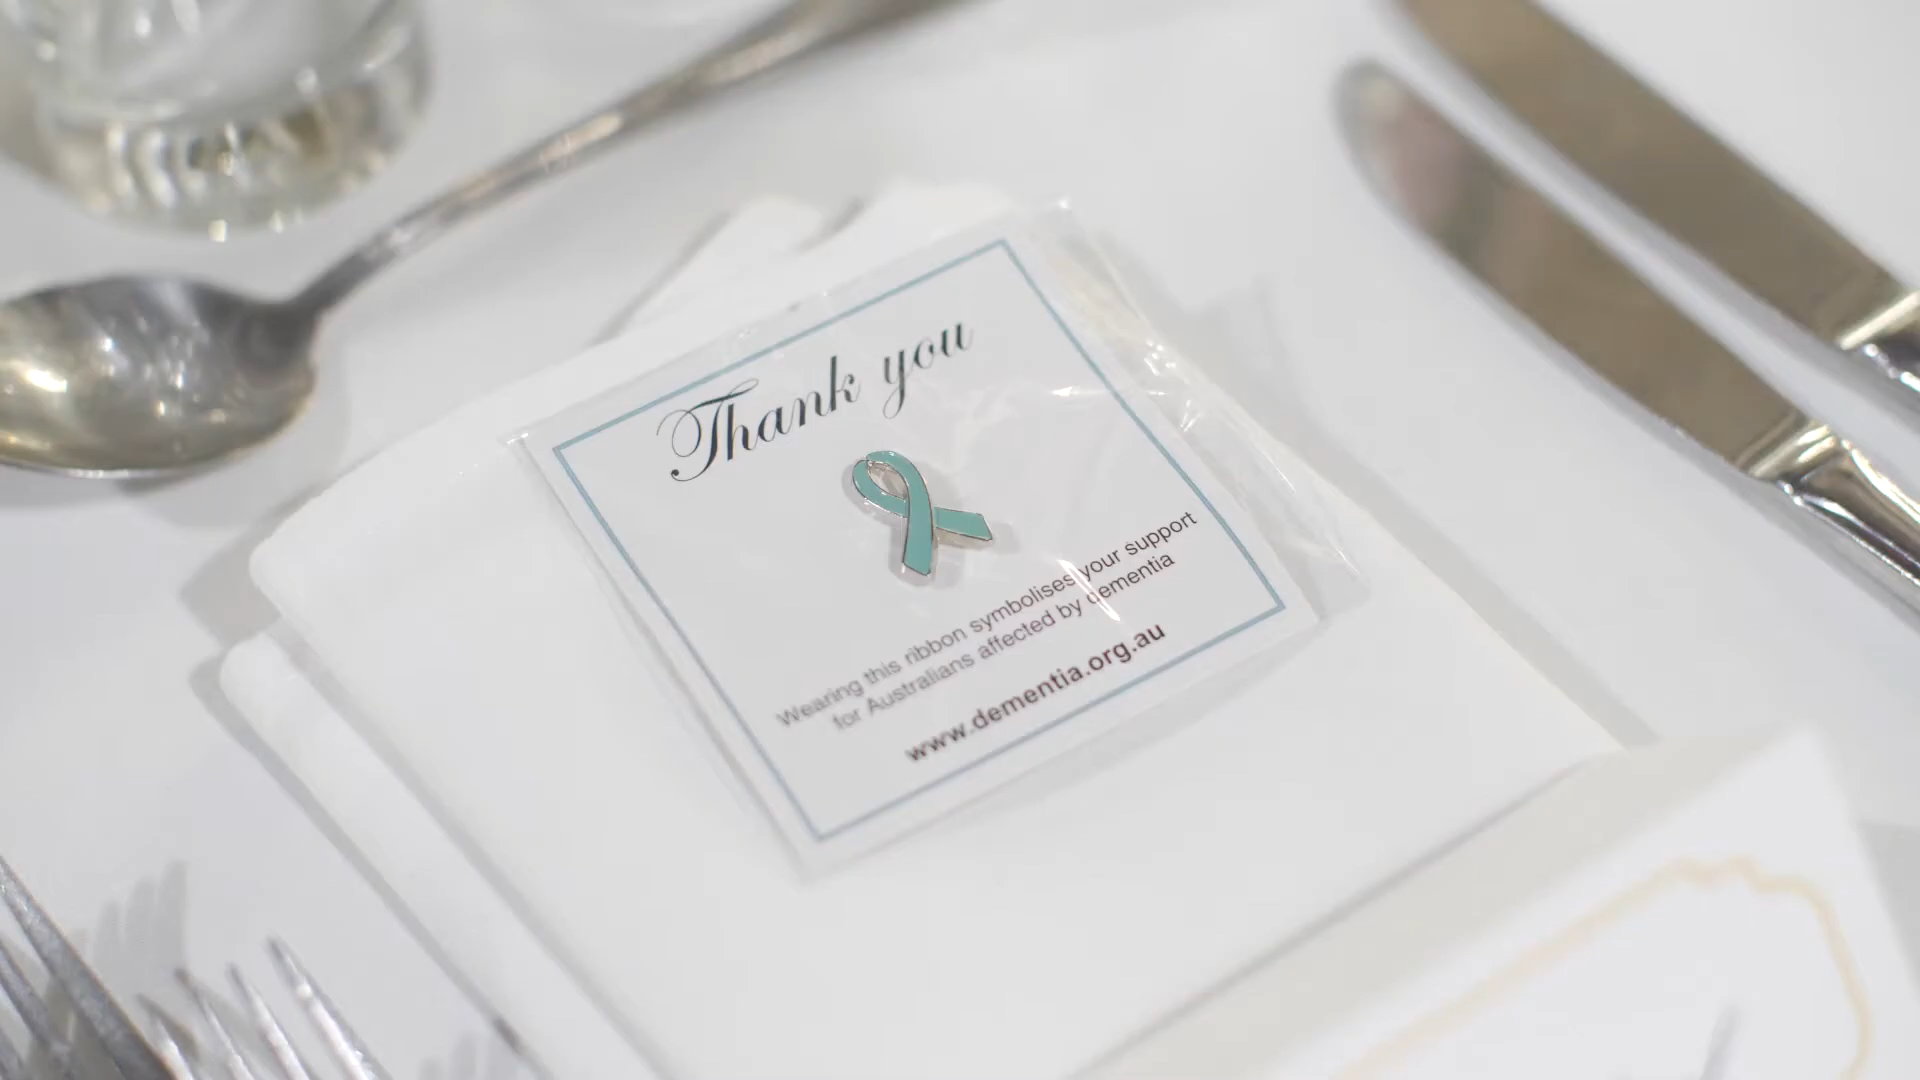 Thank you
Wearing this ribbon symbolises your support
for Australians affected by dementia
www.dementia.org.au